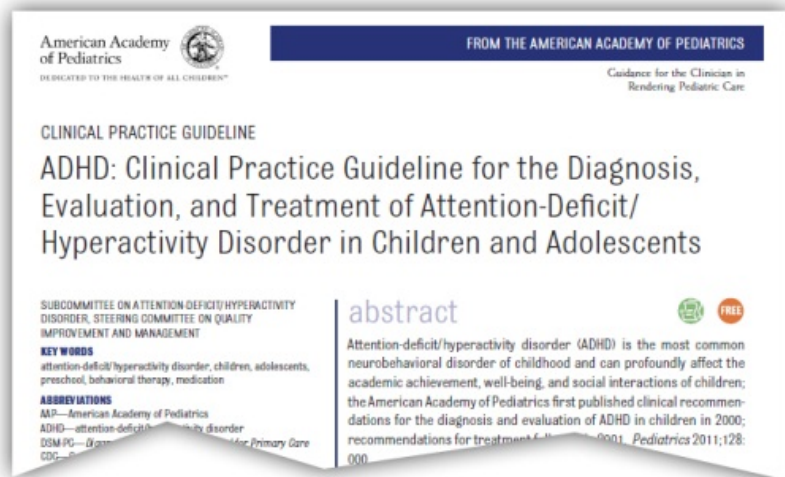 American Academy
of Pediatrics
DEDICATED TO THE HEALTH OF ALL CHILDREN™
FROM THE AMERICAN ACADEMY OF PEDIATRICS
Guidance for the Clinician in
Rendering Pediatric Care
CLINICAL PRACTICE GUIDELINE
ADHD: Clinical Practice Guideline for the Diagnosis,
Evaluation, and Treatment of Attention-Deficit/
Hyperactivity Disorder in Children and Adolescents
SUBCOMMITTEE ON ATTENTION-DEFICIT/HYPERACTIVITY
DISORDER, STEERING COMMITTEE ON QUALITY
IMPROVEMENT AND MANAGEMENT
KEY WORDS
attention-deficit/hyperactivity disorder, children, adolescents,
preschool, behavioral therapy, medication
ABBREVIATIONS
AAP—American Academy of Pediatrics
ADHD—attention-deficit/ disorder
DSM-PC— for Primary Care
CDC—
abstract
FREE
Attention-deficit/hyperactivity disorder (ADHD) is the most common
neurobehavioral disorder of childhood and can profoundly affect the
academic achievement, well-being, and social interactions of children;
the American Academy of Pediatrics first published clinical recommen-
dations for the diagnosis and evaluation of ADHD in children in 2000;
recommendations for treatment 2001. Pediatrics 2011;128:
000